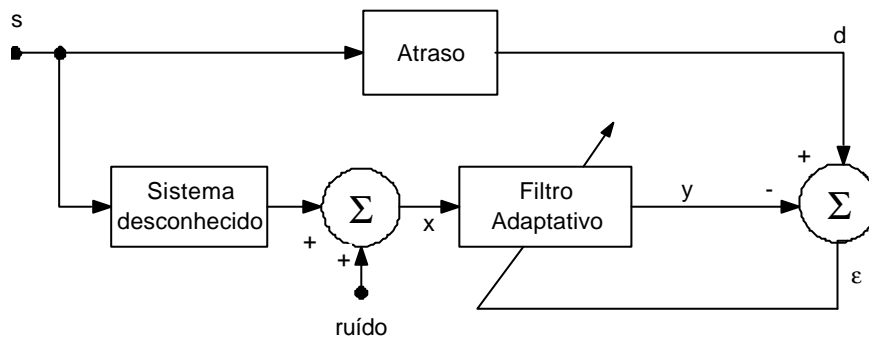 s
Atraso
d
Sistema
desconhecido
+
+
Σ
x
Filtro
Adaptativo
y
-
+
Σ
ε
ruído